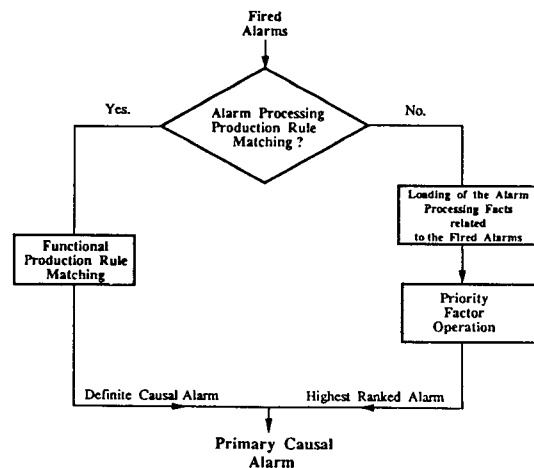 Fired
Alarms
Yes.
Alarm Processing
Production Rule
Matching ?
No.
Loading of the Alarm
Processing Facts
related
to the Fired Alarms
Functional
Production Rule
Matching
Priority
Factor
Operation
Definite Causal Alarm
Highest Ranked Alarm
Primary Causal
Alarm